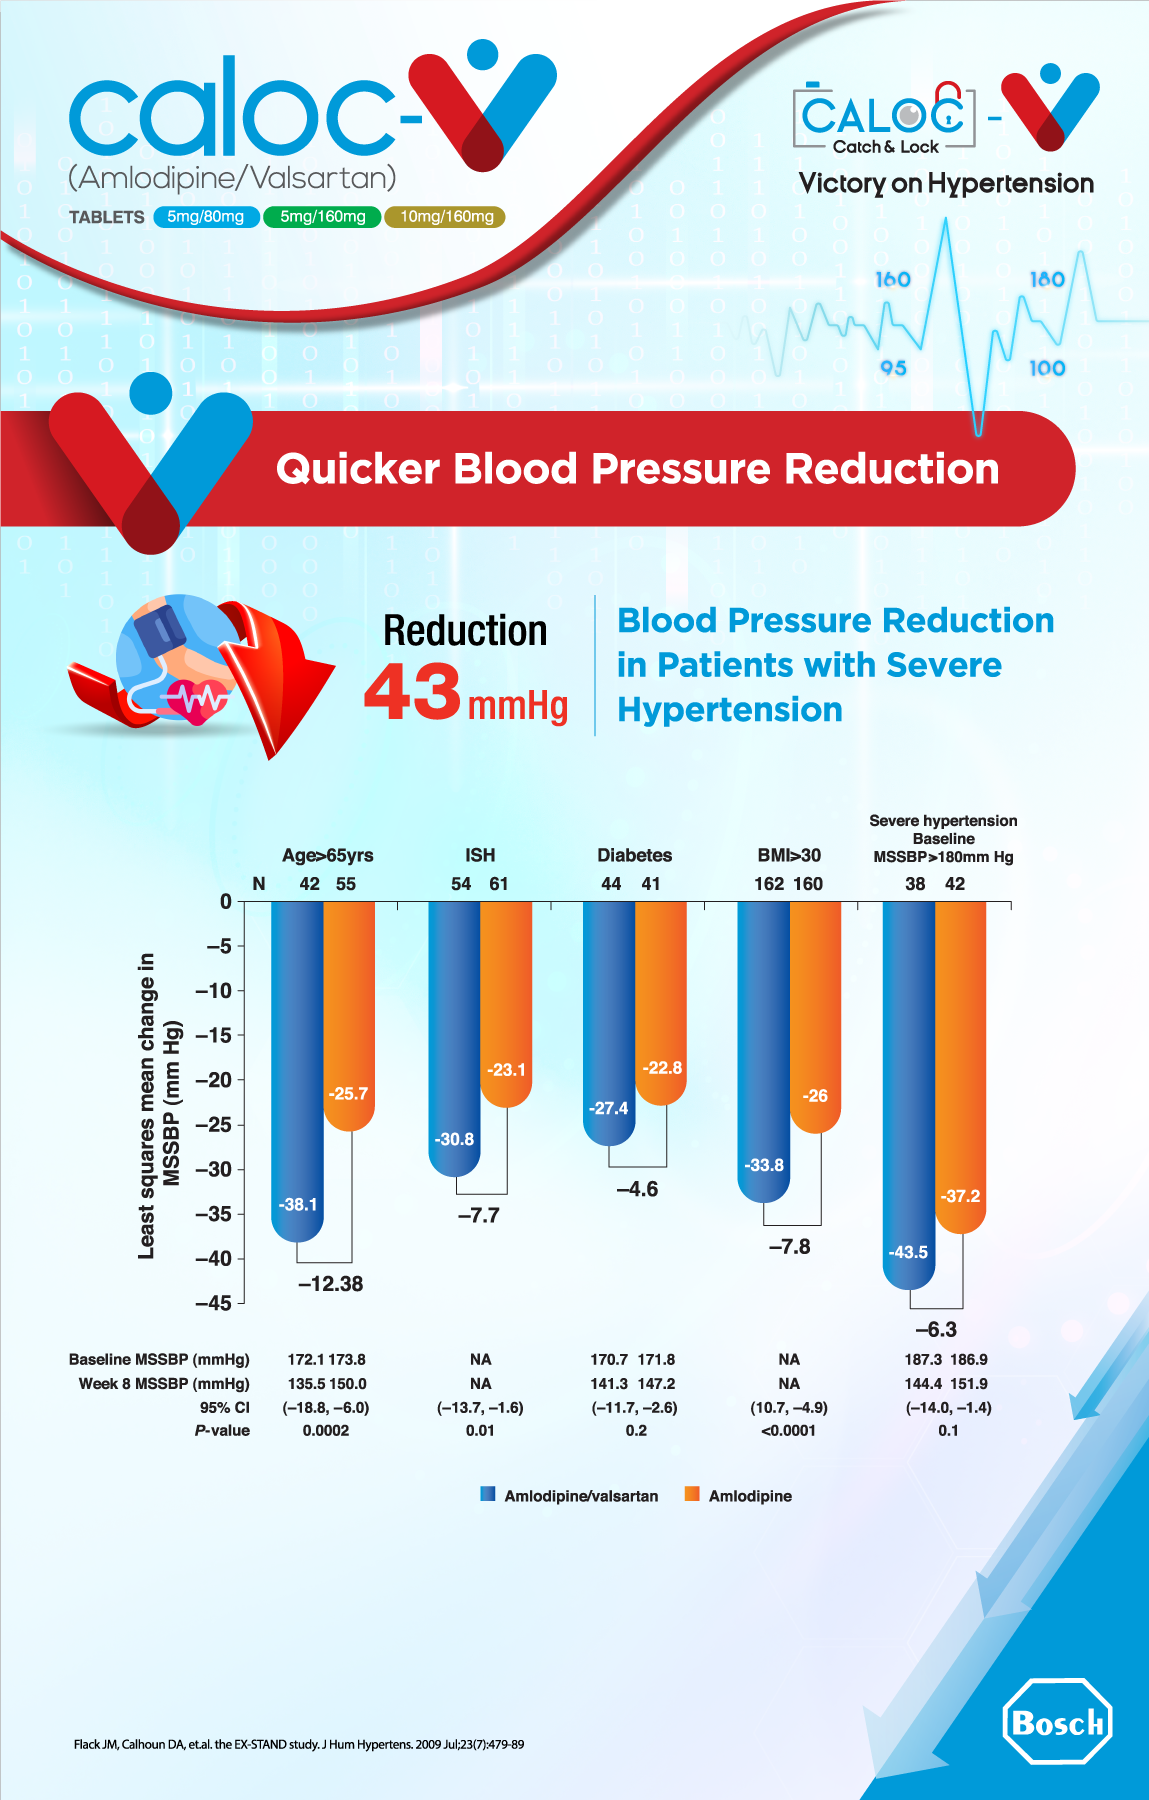 caloc-V
(Amlodipine/Valsartan)
TABLETS 5mg/80mg 5mg/160mg 10mg/160mg
CALOC - V
Catch & Lock
Victory on Hypertension
160 180
95 100
Quicker Blood Pressure Reduction
Reduction
43 mmHg
Blood Pressure Reduction
in Patients with Severe
Hypertension
Severe hypertension
Baseline
MSSBP>180mm Hg
Age>65yrs ISH Diabetes BMI>30
N 42 55 54 61 44 41 162 160 38 42
Least squares mean change in
MSSBP (mm Hg)
0
–5
–10
–15
–20
–25
–30
–35
–40
–45
-38.1 -25.7 -30.8 -23.1 -27.4 -22.8 -33.8 -26 -43.5 -37.2
–12.38 –7.7 –4.6 –7.8 –6.3
Baseline MSSBP (mmHg) 172.1 173.8 NA 170.7 171.8 NA 187.3 186.9
Week 8 MSSBP (mmHg) 135.5 150.0 NA 141.3 147.2 NA 144.4 151.9
95% CI (–18.8, –6.0) (–13.7, –1.6) (–11.7, –2.6) (10.7, –4.9) (–14.0, –1.4)
P-value 0.0002 0.01 0.2 <0.0001 0.1
Amlodipine/valsartan Amlodipine
Flack JM, Calhoun DA, et.al. the EX-STAND study. J Hum Hypertens. 2009 Jul;23(7):479-89
Bosch